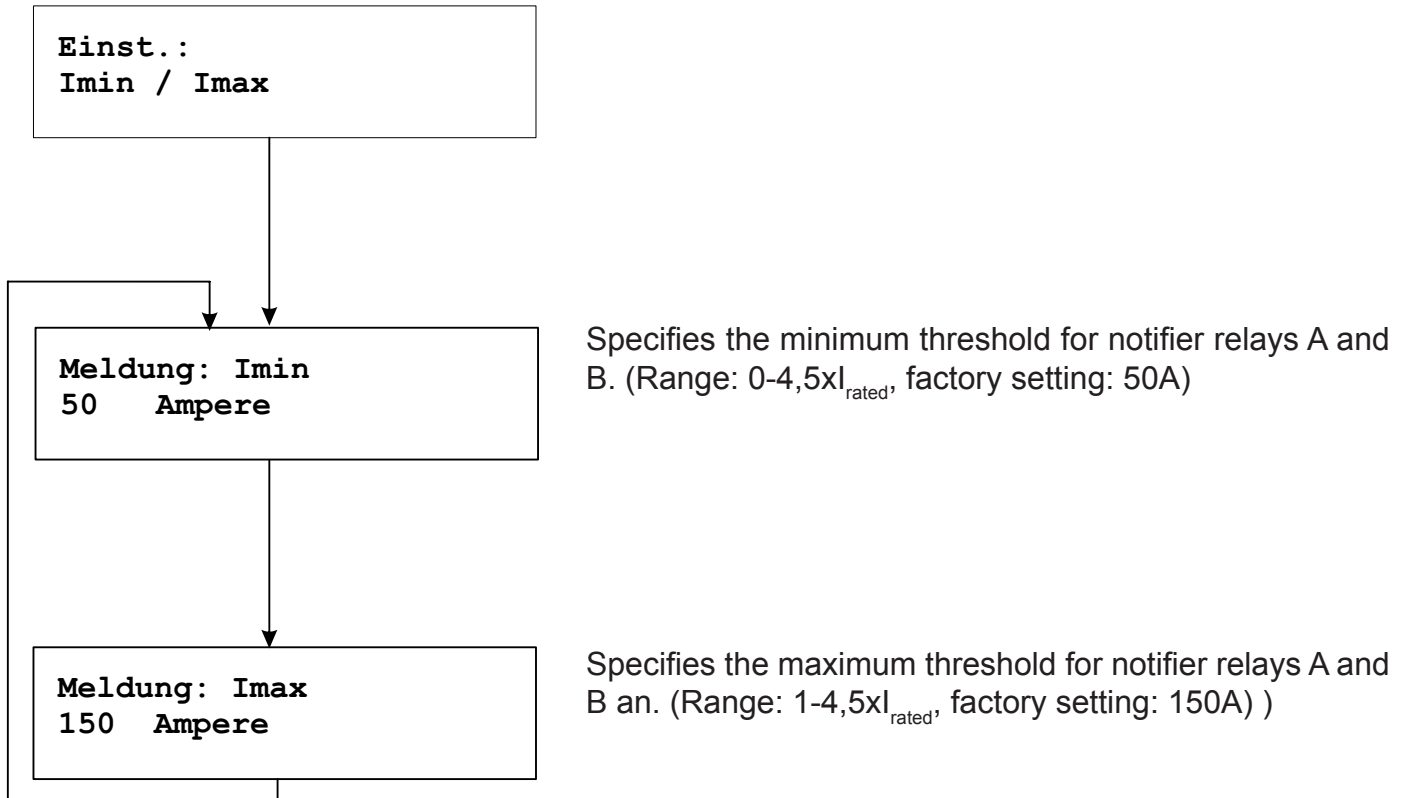 Einst.:
Imin / Imax
Meldung: Imin
50 Ampere
Specifies the minimum threshold for notifier relays A and
B. (Range: 0-4,5xIrated, factory setting: 50A)
Meldung: Imax
150 Ampere
Specifies the maximum threshold for notifier relays A and
B an. (Range: 1-4,5xIrated, factory setting: 150A) )